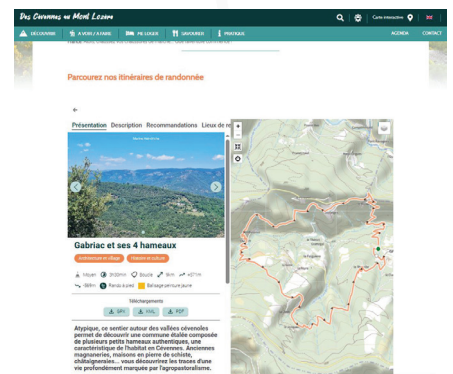 Des Cévennes au Mont Lozère
Carte interactive
DÉCOUVRIR A VOIR / A FAIRE ME LOGER SAVOURER PRATIQUE AGENDA CONTACT
Parcourez nos itinéraires de randonnée
Présentation Description Recommandations Lieux de re
Gabriac et ses 4 hameaux
Architecture et village Histoire et culture
Moyen Boucle
Rando à pied Balisage peinture jaune
Téléchargements
GPX KML PDF
Atypique, ce sentier autour des vallées cévenoles
permet de découvrir une commune étalée composée
de plusieurs petits hameaux authentiques, une
caractéristique de l'habitat en Cévennes. Anciennes
magnaneries, maisons en pierre de schiste,
châtaigneraies... vous découvrirez les traces d'une
vie profondément marquée par l'agropastoralisme.